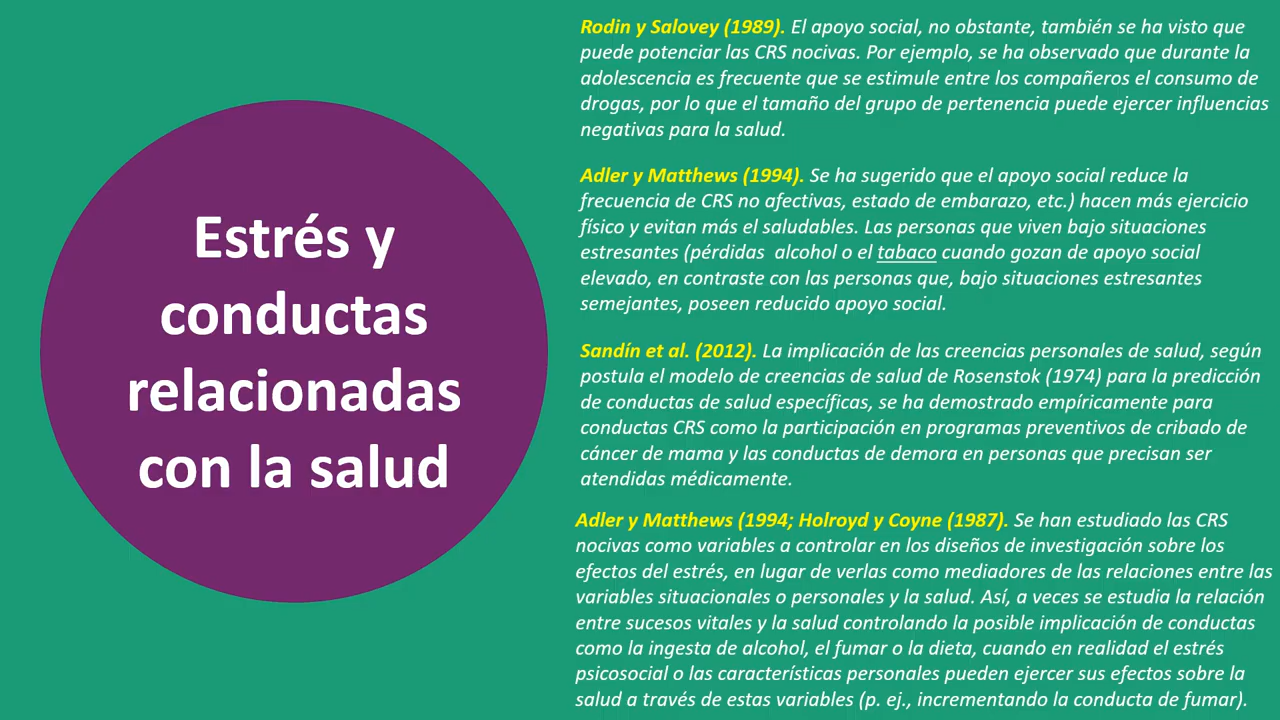 Estrés y
conductas
relacionadas
con la salud
Rodin y Salovey (1989). El apoyo social, no obstante, también se ha visto que
puede potenciar las CRS nocivas. Por ejemplo, se ha observado que durante la
adolescencia es frecuente que se estimule entre los compañeros el consumo de
drogas, por lo que el tamaño del grupo de pertenencia puede ejercer influencias
negativas para la salud.
Adler y Matthews (1994). Se ha sugerido que el apoyo social reduce la
frecuencia de CRS no afectivas, estado de embarazo, etc.) hacen más ejercicio
físico y evitan más el saludables. Las personas que viven bajo situaciones
estresantes (pérdidas alcohol o el tabaco cuando gozan de apoyo social
elevado, en contraste con las personas que, bajo situaciones estresantes
semejantes, poseen reducido apoyo social.
Sandín et al. (2012). La implicación de las creencias personales de salud, según
postula el modelo de creencias de salud de Rosenstok (1974) para la predicción
de conductas de salud específicas, se ha demostrado empíricamente para
conductas CRS como la participación en programas preventivos de cribado de
cáncer de mama y las conductas de demora en personas que precisan ser
atendidas médicamente.
Adler y Matthews (1994; Holroyd y Coyne (1987). Se han estudiado las CRS
nocivas como variables a controlar en los diseños de investigación sobre los
efectos del estrés, en lugar de verlas como mediadores de las relaciones entre las
variables situacionales o personales y la salud. Así, a veces se estudia la relación
entre sucesos vitales y la salud controlando la posible implicación de conductas
como la ingesta de alcohol, el fumar o la dieta, cuando en realidad el estrés
psicosocial o las características personales pueden ejercer sus efectos sobre la
salud a través de estas variables (p. ej., incrementando la conducta de fumar).